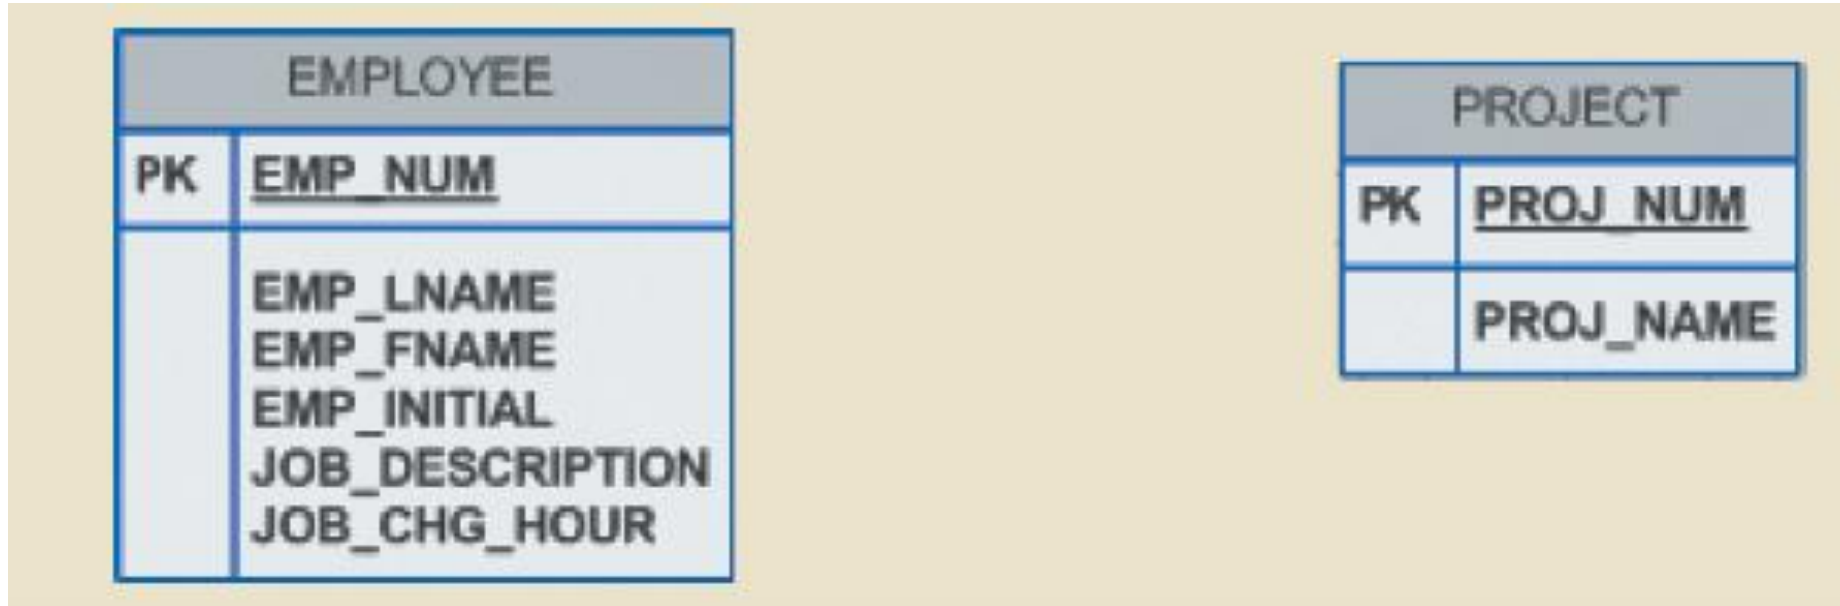 EMPLOYEE
PK EMP_NUM
EMP_LNAME
EMP_FNAME
EMP_INITIAL
JOB_DESCRIPTION
JOB_CHG_HOUR
PROJECT
PK PROJ_NUM
PROJ_NAME